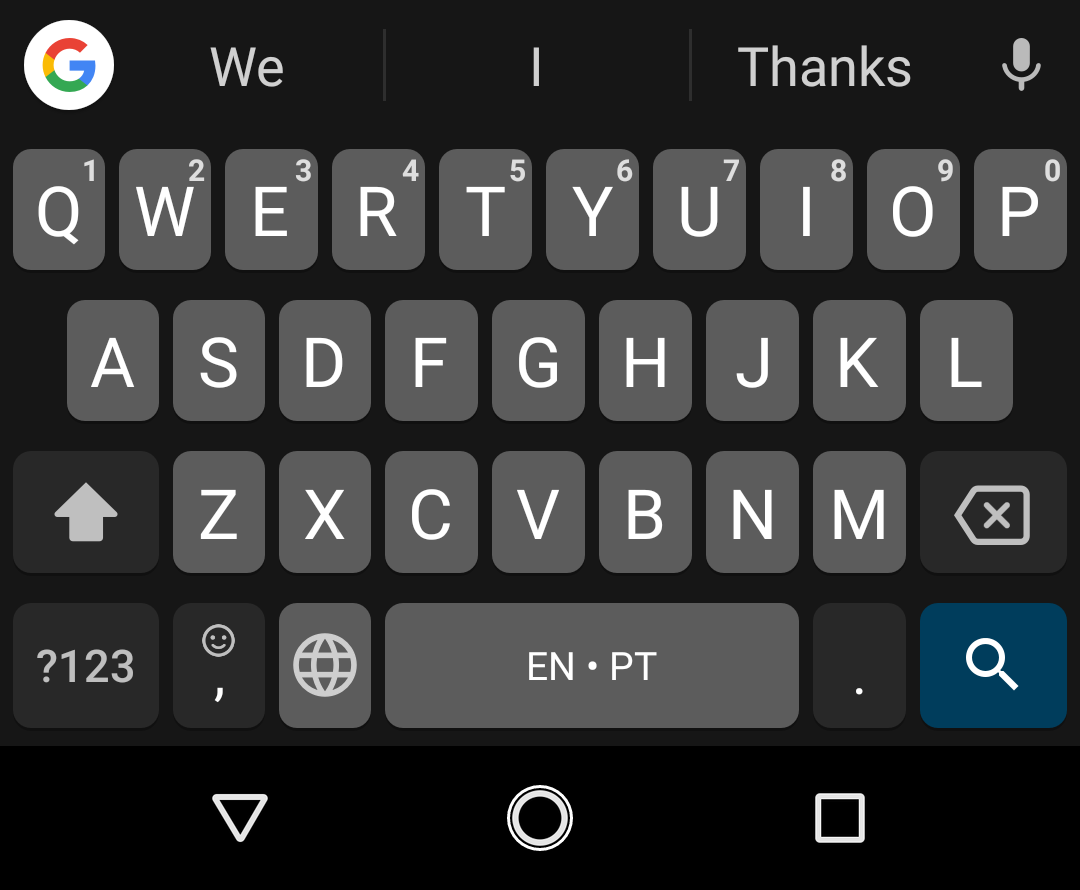 We I Thanks
1 2 3 4 5 6 7 8 9 0
Q W E R T Y U I O P
A S D F G H J K L
Z X C V B N M
?123 , EN • PT .